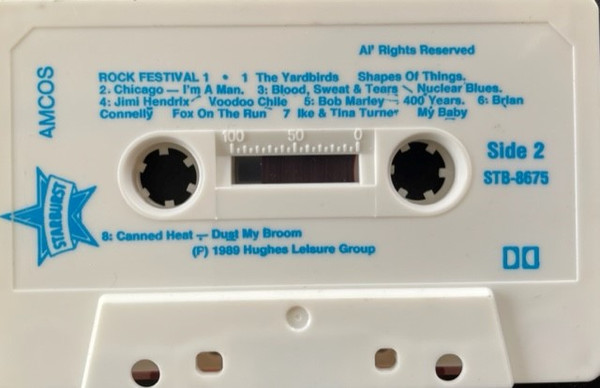 Al' Rights Reserved
ROCK FESTIVAL 1 • 1 The Yardbirds Shapes Of Things.
2. Chicago — I'm A Man. 3: Blood, Sweat & Tears — Nuclear Blues.
4: Jimi Hendrix — Voodoo Chile 5: Bob Marley — 400 Years. 6: Brian
Connelly Fox On The Run 7 Ike & Tina Turner My Baby
AMCOS
100 50 0
Side 2
STB-8675
STARBURST
8: Canned Heat — Dust My Broom
(P) 1989 Hughes Leisure Group